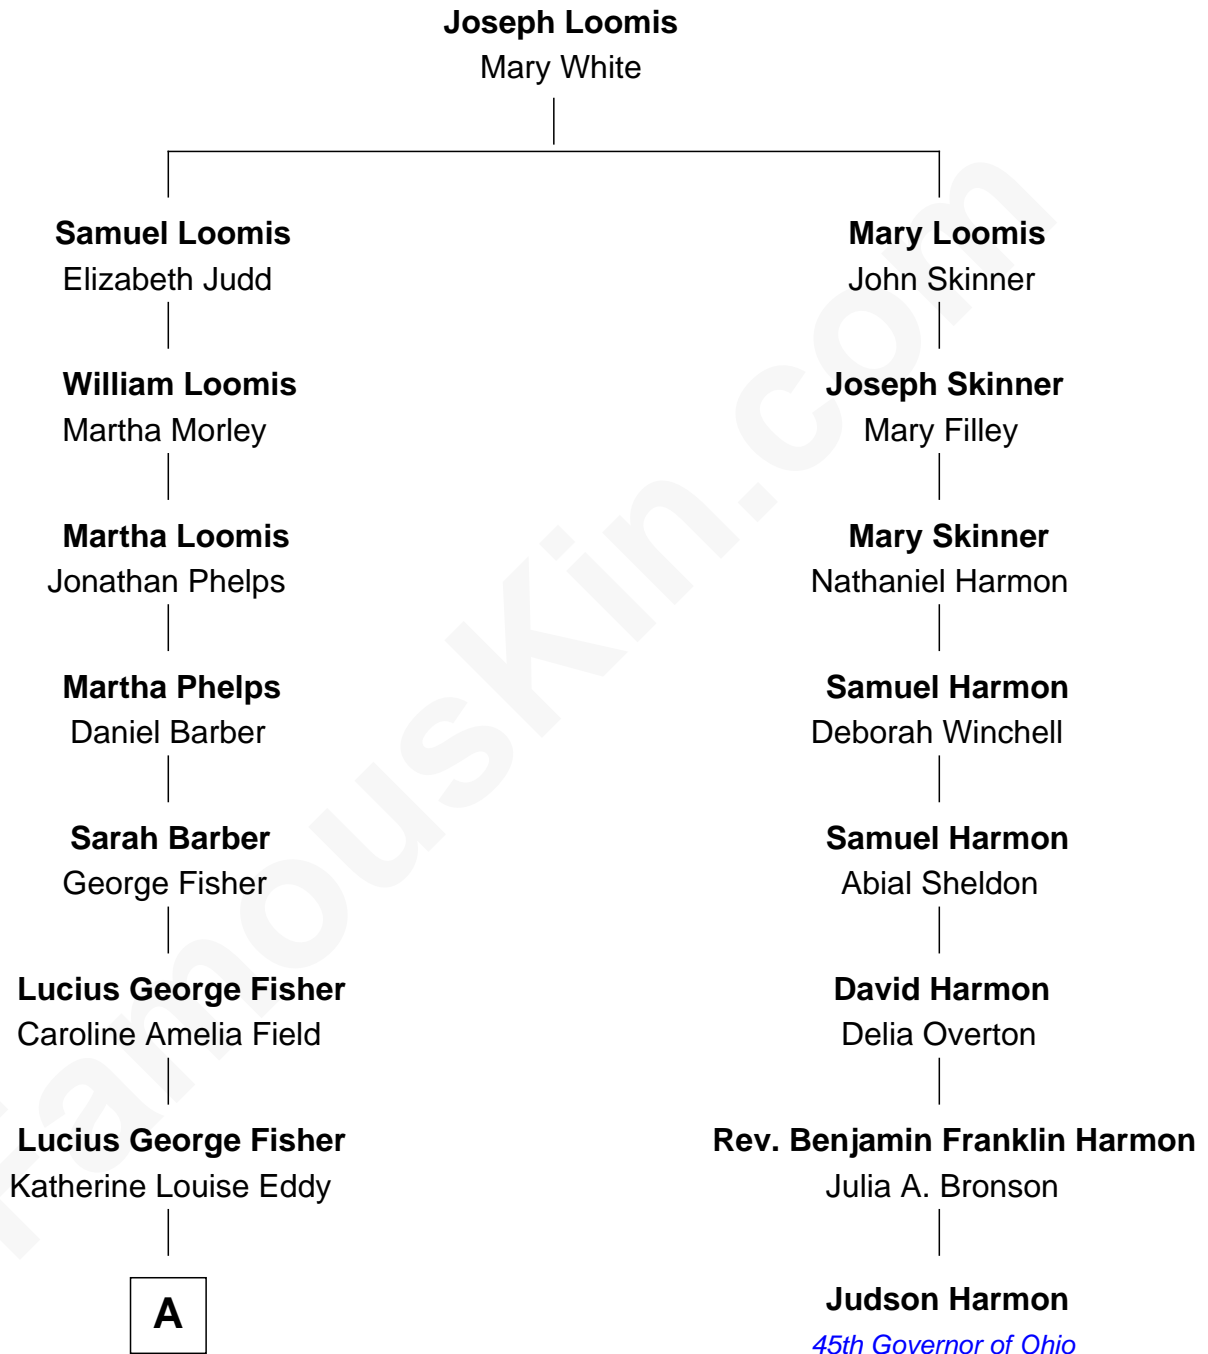 Joseph Loomis
Mary White
Samuel Loomis
Elizabeth Judd
Mary Loomis
John Skinner
William Loomis
Martha Morley
Joseph Skinner
Mary Filley
Martha Loomis
Jonathan Phelps
Mary Skinner
Nathaniel Harmon
Martha Phelps
Daniel Barber
Samuel Harmon
Deborah Winchell
Sarah Barber
George Fisher
Samuel Harmon
Abial Sheldon
Lucius George Fisher
Caroline Amelia Field
David Harmon
Delia Overton
Lucius George Fisher
Katherine Louise Eddy
Rev. Benjamin Franklin Harmon
Julia A. Bronson
A
Judson Harmon
45th Governor of Ohio
FamousKin.com